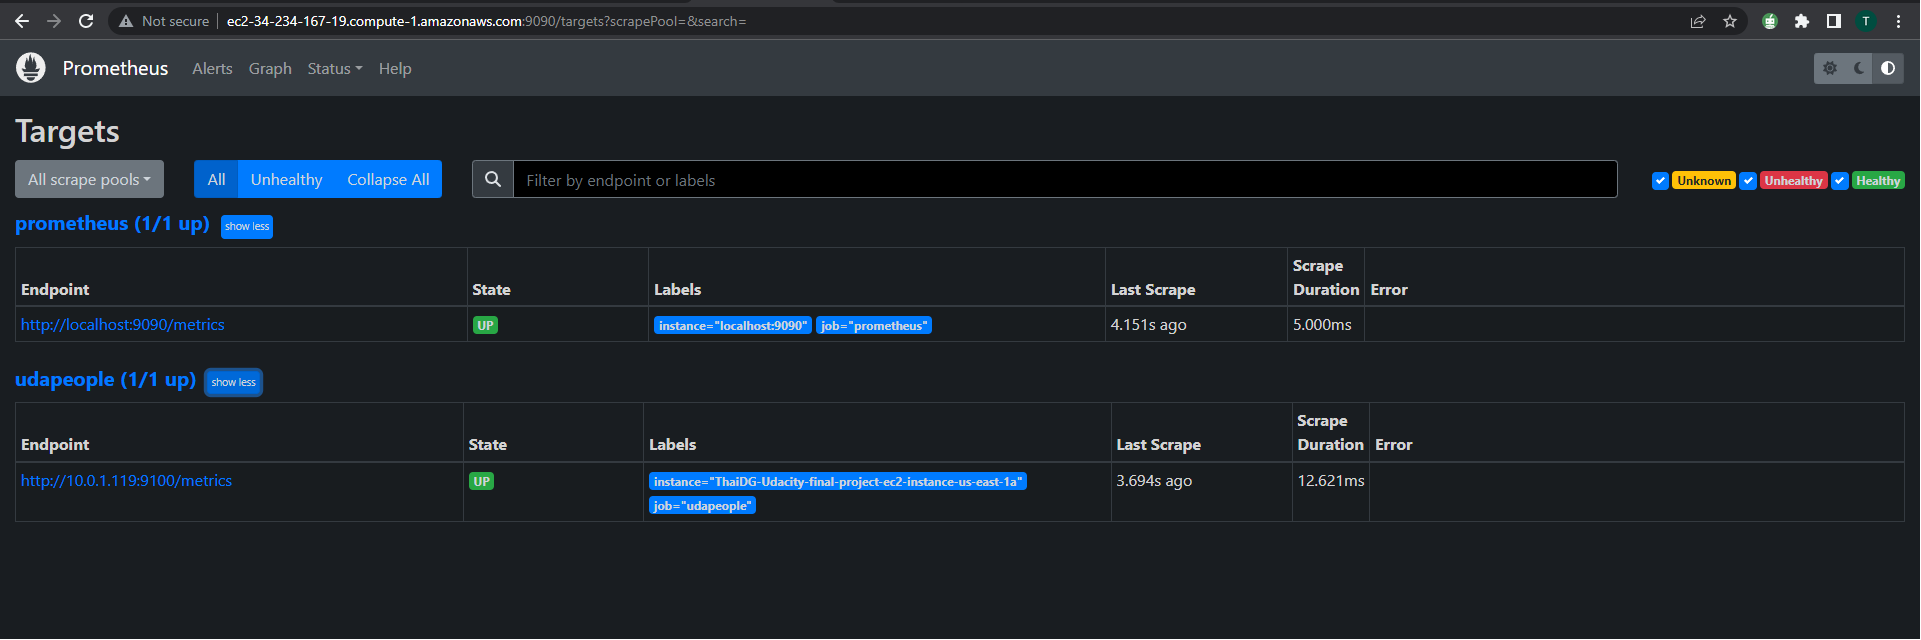 Not secure | ec2-34-234-167-19.compute-1.amazonaws.com:9090/targets?scrapePool=&search=
T
Prometheus Alerts Graph Status Help
Targets
All scrape pools All Unhealthy Collapse All Filter by endpoint or labels Unknown Unhealthy Healthy
prometheus (1/1 up) show less
Endpoint State Labels Last Scrape Scrape Duration Error
http://localhost:9090/metrics UP instance="localhost:9090" job="prometheus" 4.151s ago 5.000ms
udapeople (1/1 up) show less
Endpoint State Labels Last Scrape Scrape Duration Error
http://10.0.1.119:9100/metrics UP instance="ThaiDG-Udacity-final-project-ec2-instance-us-east-1a" 3.694s ago 12.621ms
job="udapeople"